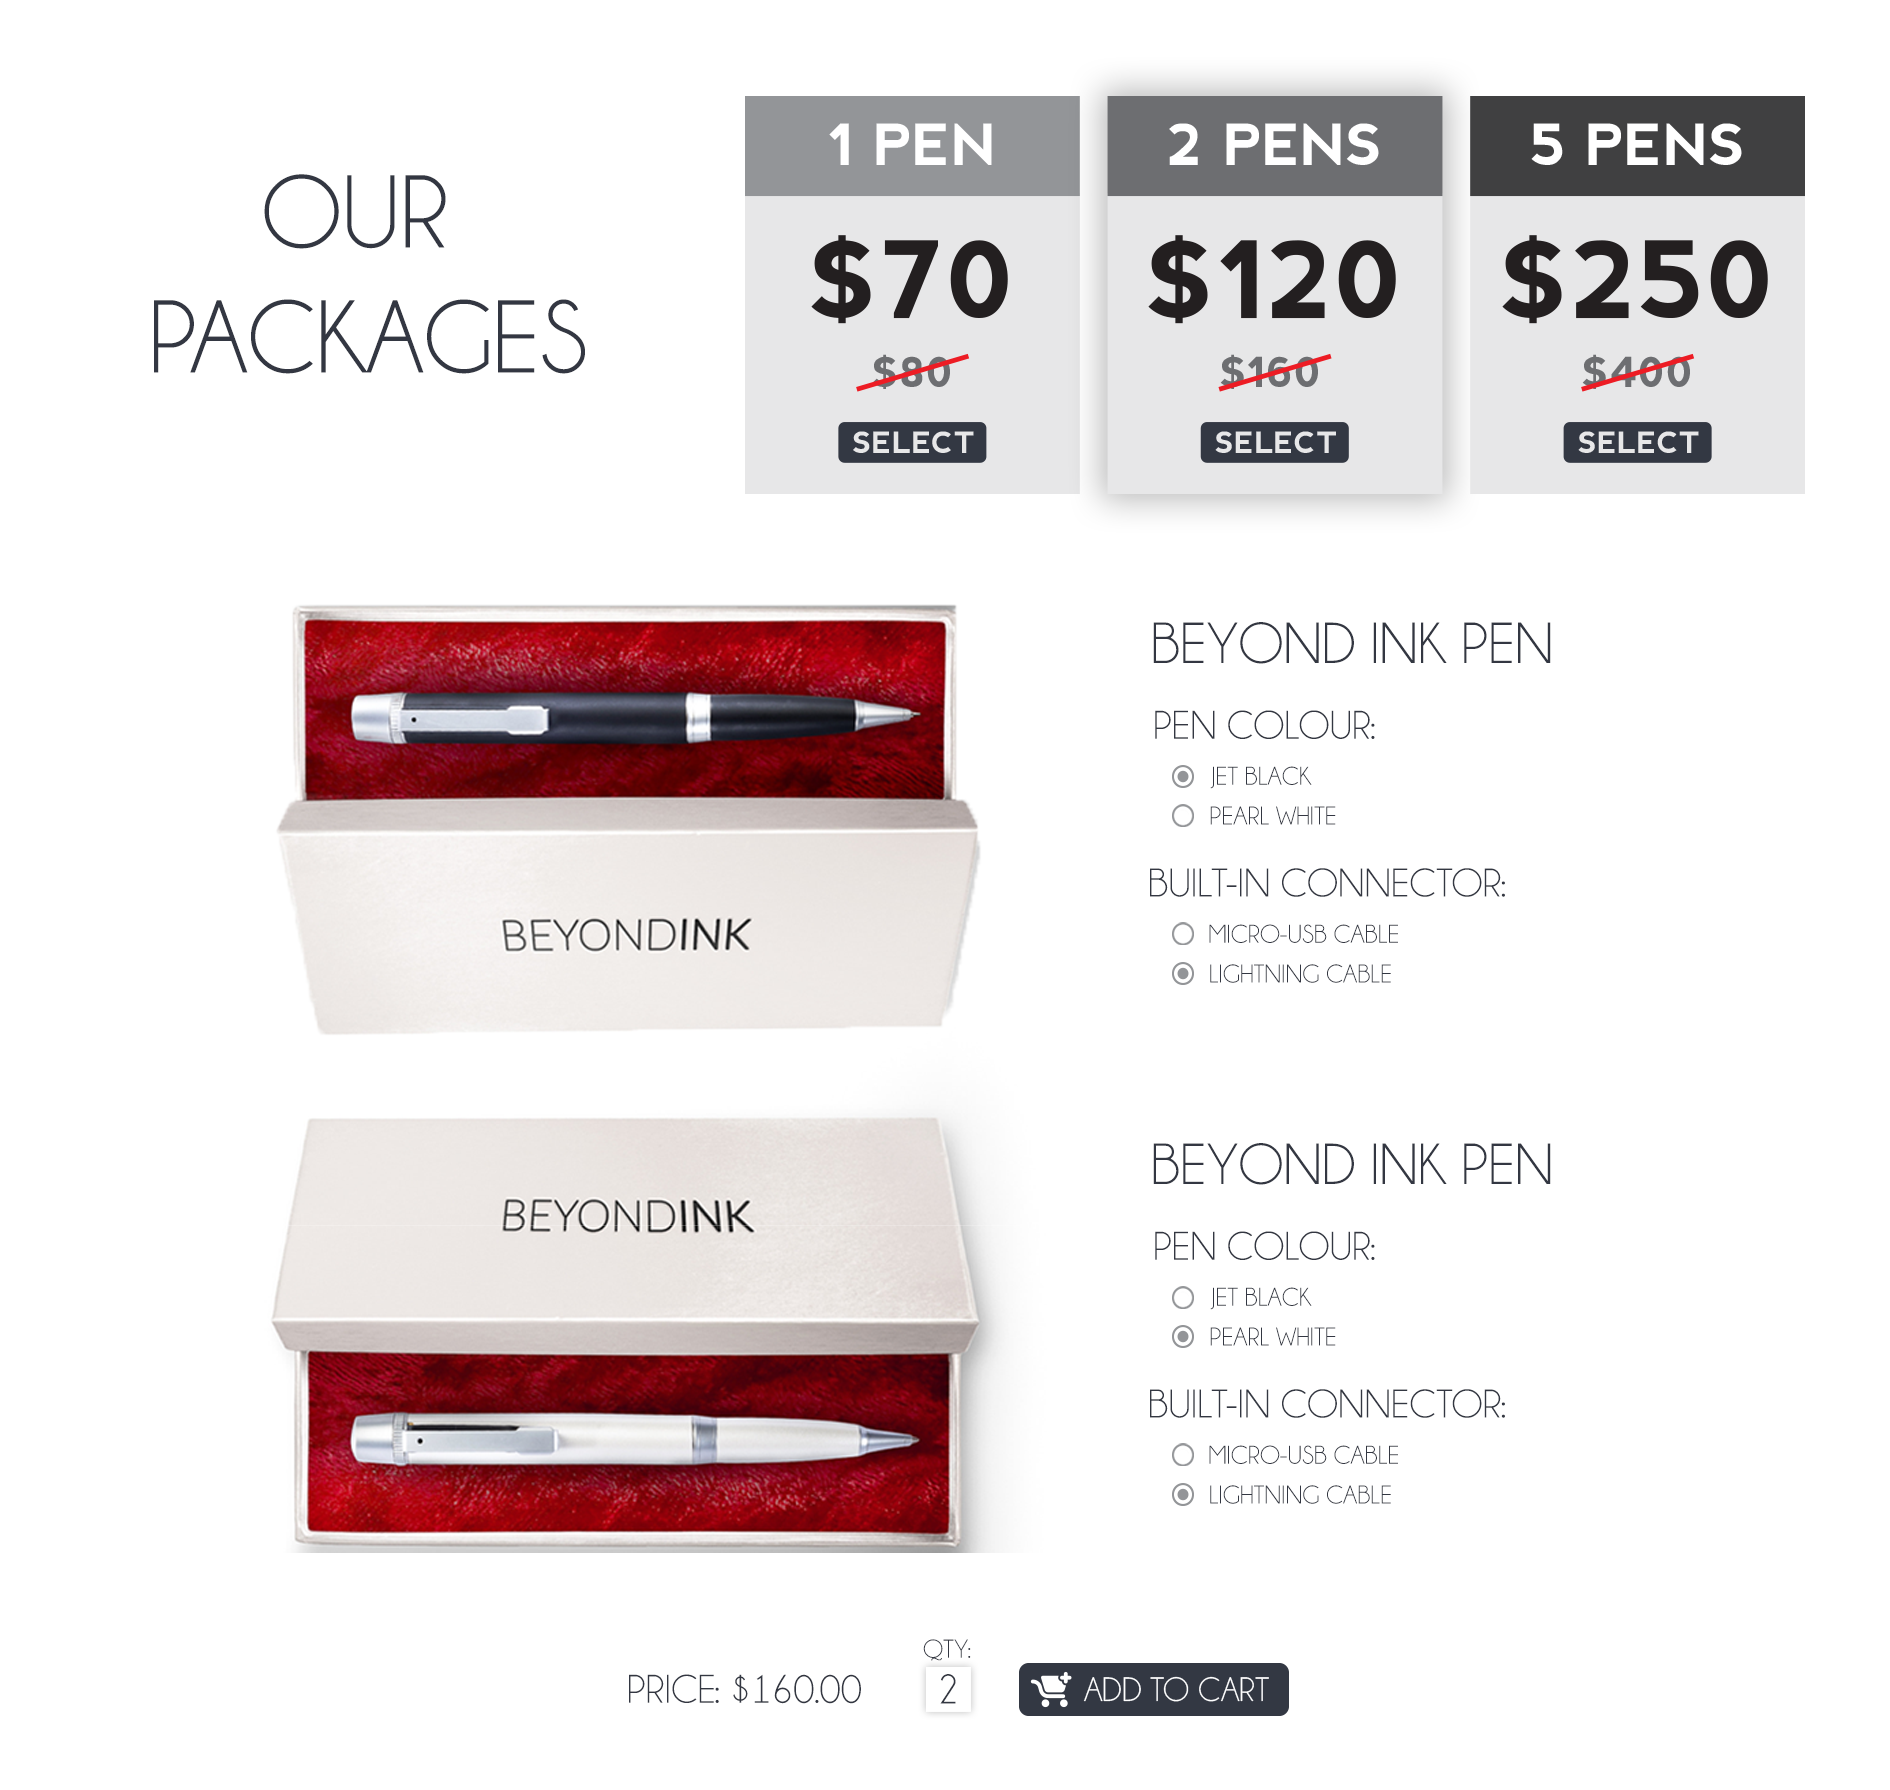 OUR
PACKAGES
1 PEN
$70
$80
SELECT
2 PENS
$120
$160
SELECT
5 PENS
$250
$400
SELECT
BEYONDINK
BEYOND INK PEN
PEN COLOUR:
JET BLACK
PEARL WHITE
BUILT-IN CONNECTOR:
MICRO-USB CABLE
LIGHTNING CABLE
BEYONDINK
BEYOND INK PEN
PEN COLOUR:
JET BLACK
PEARL WHITE
BUILT-IN CONNECTOR:
MICRO-USB CABLE
LIGHTNING CABLE
PRICE: $160.00
QTY:
2
ADD TO CART